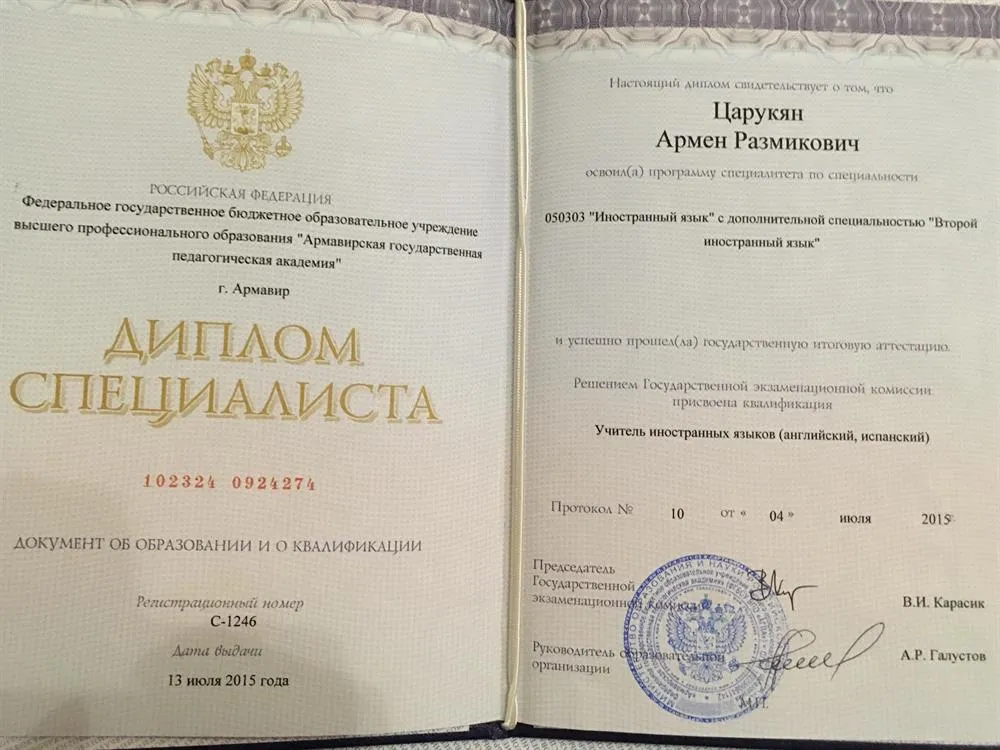 РОССИЙСКАЯ ФЕДЕРАЦИЯ
Федеральное государственное бюджетное образовательное учреждение
высшего профессионального образования "Армавирская государственная
педагогическая академия"
г. Армавир
ДИПЛОМ
СПЕЦИАЛИСТА
102324 0924274
ДОКУМЕНТ ОБ ОБРАЗОВАНИИ И О КВАЛИФИКАЦИИ
Регистрационный номер
С-1246
Дата выдачи
13 июля 2015 года
Настоящий диплом свидетельствует о том, что
Царукян
Армен Размикович
освоил(а) программу специалитета по специальности
050303 "Иностранный язык" с дополнительной специальностью "Второй
иностранный язык"
и успешно прошел(ла) государственную итоговую аттестацию.
Решением Государственной экзаменационной комиссии
присвоена квалификация
Учитель иностранных языков (английский, испанский)
Протокол № 10 от « 04 » июля 2015
Председатель
Государственной
экзаменационной комиссии
В.И. Карасик
Руководитель образовательной
организации
А.Р. Галустов
М.П.